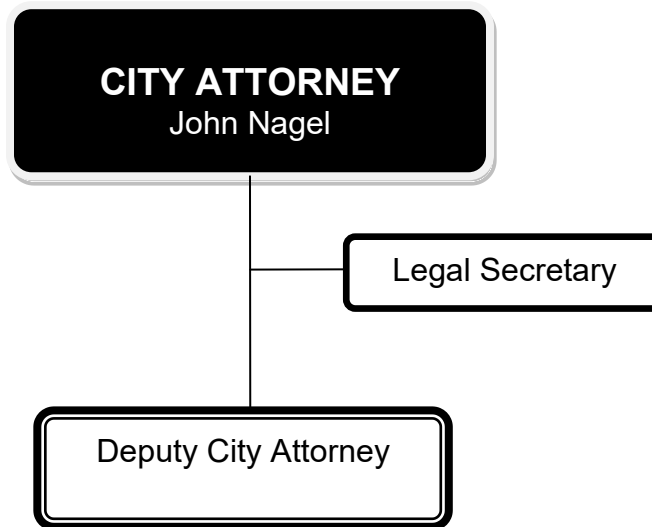 CITY ATTORNEY
John Nagel
Legal Secretary
Deputy City Attorney